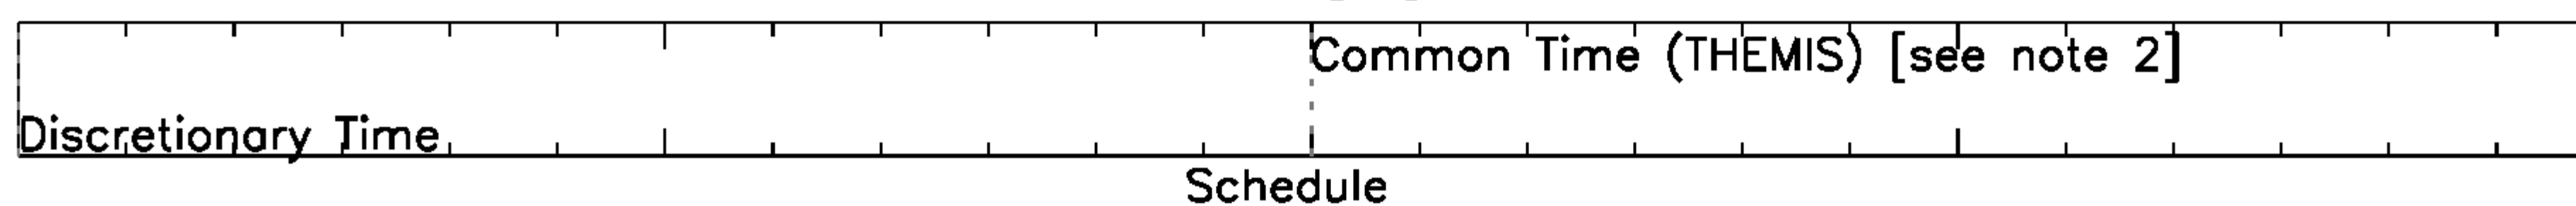 Common Time (THEMIS) [see note 2]
Discretionary Time
Schedule